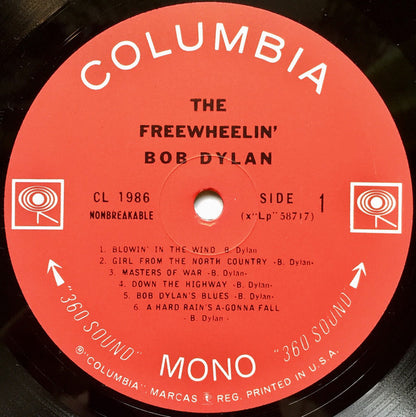 COLUMBIA
THE
FREEWHEELIN'
BOB DYLAN
CL 1986
NONBREAKABLE
SIDE 1
(x"Lp" 58717)
1. BLOWIN' IN THE WIND -B. Dylan
2. GIRL FROM THE NORTH COUNTRY -B. Dylan-
3. MASTERS OF WAR -B. Dylan-
4. DOWN THE HIGHWAY -B. Dylan-
5. BOB DYLAN'S BLUES -B. Dylan-
6. A HARD RAIN'S A-GONNA FALL
-B. Dylan -
"360 SOUND"
MONO
"360 SOUND"
® "COLUMBIA", MARCAS REG. PRINTED IN U.S.A.